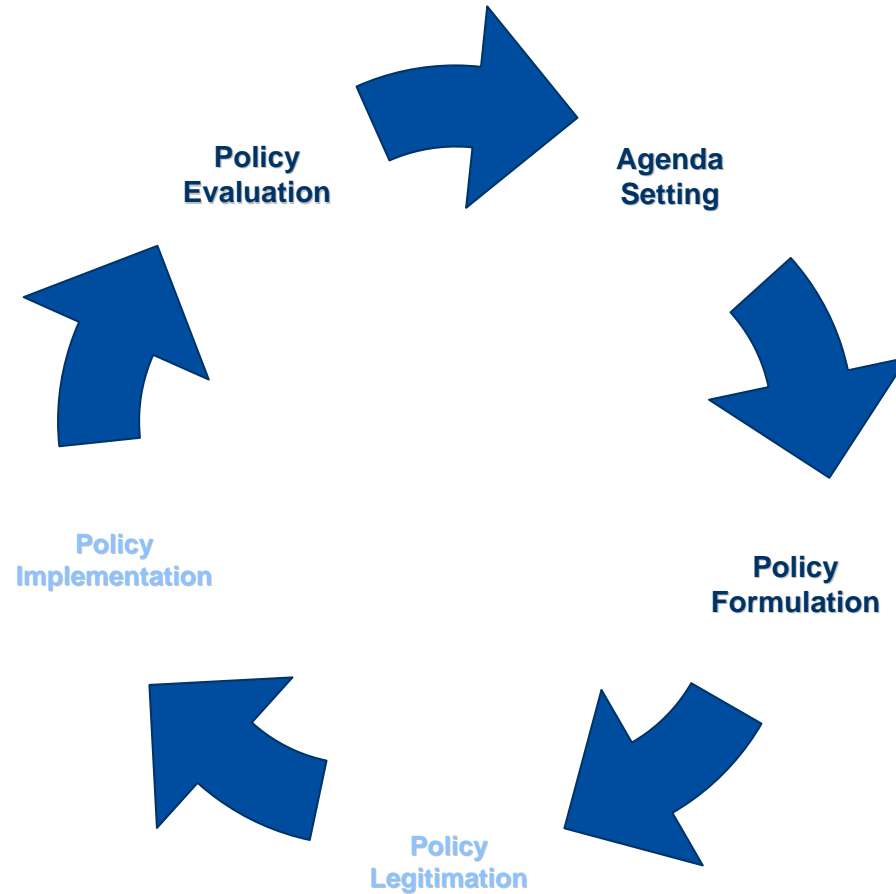 Policy
Evaluation
Agenda
Setting
Policy
Implementation
Policy
Formulation
Policy
Legitimation